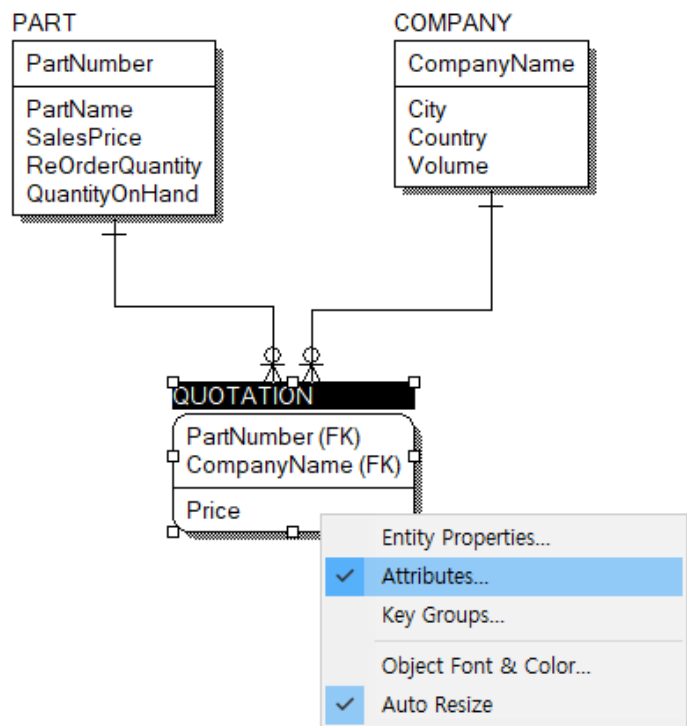 PART
PartNumber
PartName
SalesPrice
ReOrderQuantity
QuantityOnHand
COMPANY
CompanyName
City
Country
Volume
QUOTATION
PartNumber (FK)
CompanyName (FK)
Price
Entity Properties...
Attributes...
Key Groups...
Object Font & Color...
Auto Resize